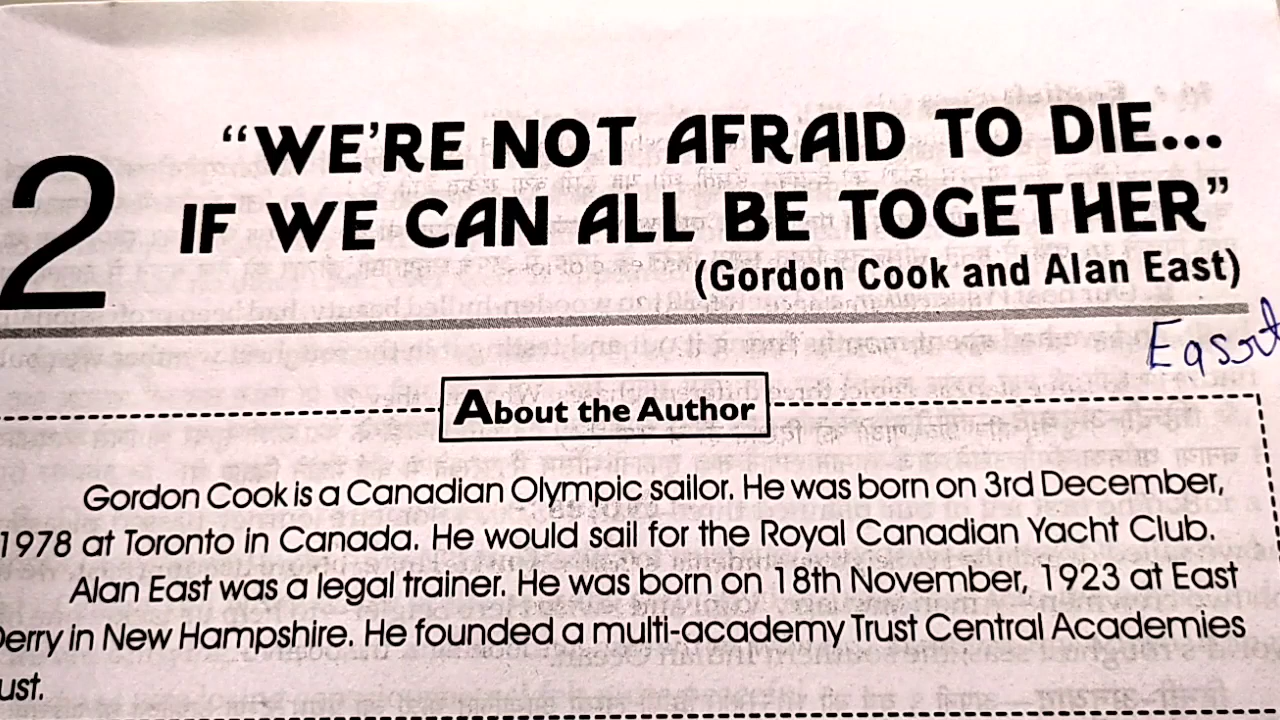 2
“WE’RE NOT AFRAID TO DIE...
IF WE CAN ALL BE TOGETHER”
(Gordon Cook and Alan East)
About the Author
Gordon Cook is a Canadian Olympic sailor. He was born on 3rd December,
1978 at Toronto in Canada. He would sail for the Royal Canadian Yacht Club.
Alan East was a legal trainer. He was born on 18th November, 1923 at East
Derry in New Hampshire. He founded a multi-academy Trust Central Academies
ust.